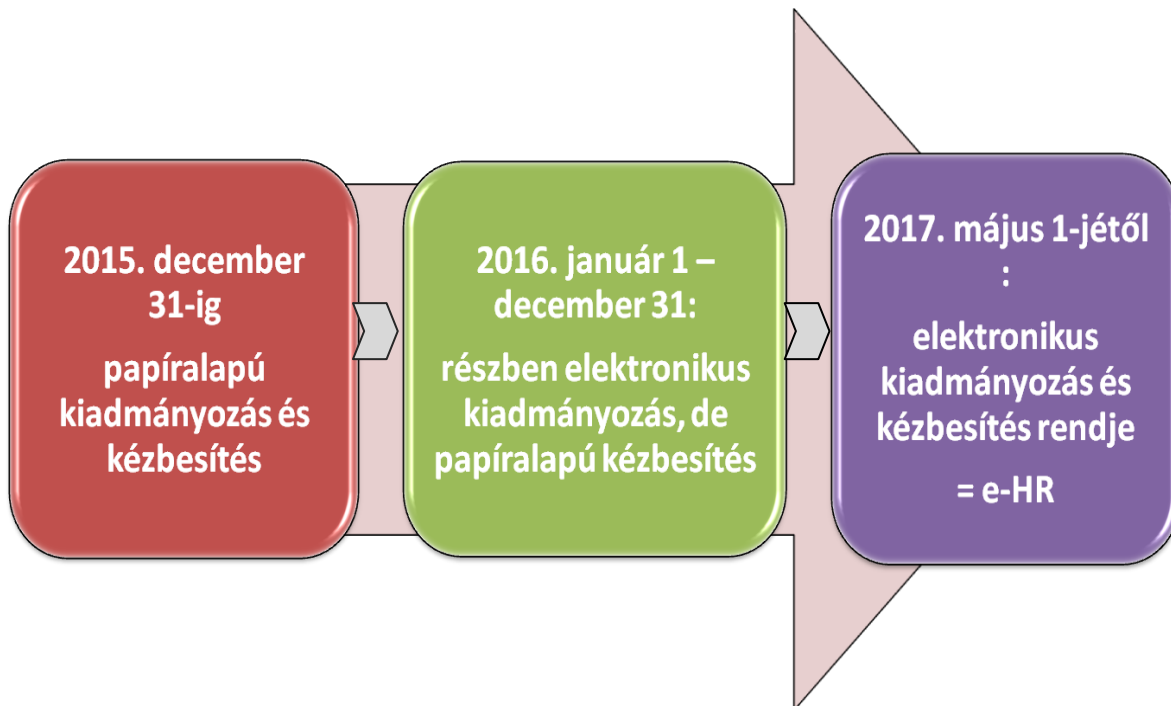 2015. december
31-ig
papíralapú
kiadmányozás és
kézbesítés
2016. január 1 –
december 31:
részben elektronikus
kiadmányozás, de
papíralapú kézbesítés
2017. május 1-jétől
:
elektronikus
kiadmányozás és
kézbesítés rendje
= e-HR